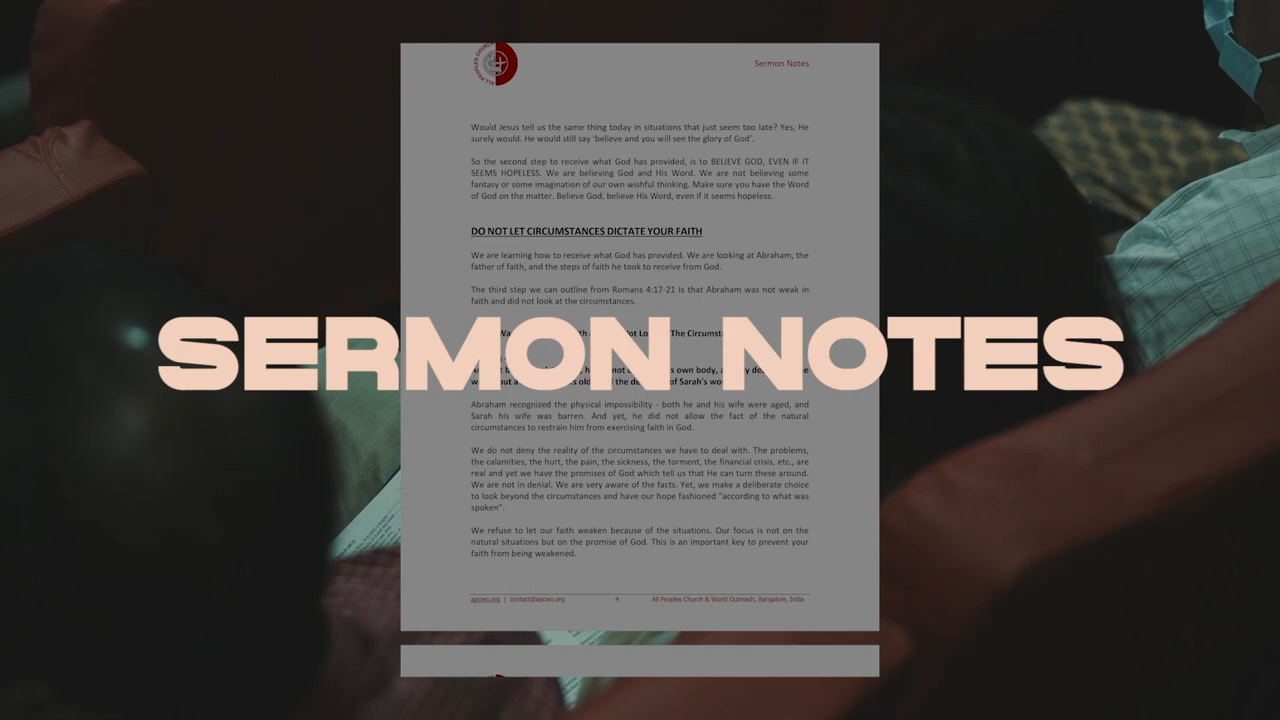 ALL PEOPLES CHURCH
Sermon Notes
Would Jesus tell us the same thing today in situations that just seem too late? Yes, He
surely would. He would still say 'believe and you will see the glory of God'.
So the second step to receive what God has provided, is to BELIEVE GOD, EVEN IF IT
SEEMS HOPELESS. We are believing God and His Word. We are not believing some
fantasy or some imagination of our own wishful thinking. Make sure you have the Word
of God on the matter. Believe God, believe His Word, even if it seems hopeless.
DO NOT LET CIRCUMSTANCES DICTATE YOUR FAITH
We are learning how to receive what God has provided. We are looking at Abraham, the
father of faith, and the steps of faith he took to receive from God.
The third step we can outline from Romans 4:17-21 is that Abraham was not weak in
faith and did not look at the circumstances.
The
SERMON NOTES
own body,
of Sarah's
Abraham recognized the physical impossibility - both he and his wife were aged, and
Sarah his wife was barren. And yet, he did not allow the fact of the natural
circumstances to restrain him from exercising faith in God.
We do not deny the reality of the circumstances we have to deal with. The problems,
the calamities, the hurt, the pain, the sickness, the torment, the financial crisis, etc., are
real and yet we have the promises of God which tell us that He can turn these around.
We are not in denial. We are very aware of the facts. Yet, we make a deliberate choice
to look beyond the circumstances and have our hope fashioned "according to what was
spoken".
We refuse to let our faith weaken because of the situations. Our focus is not on the
natural situations but on the promise of God. This is an important key to prevent your
faith from being weakened.
apcwo.org | contact@apcwo.org 4 All Peoples Church & World Outreach, Bangalore, India